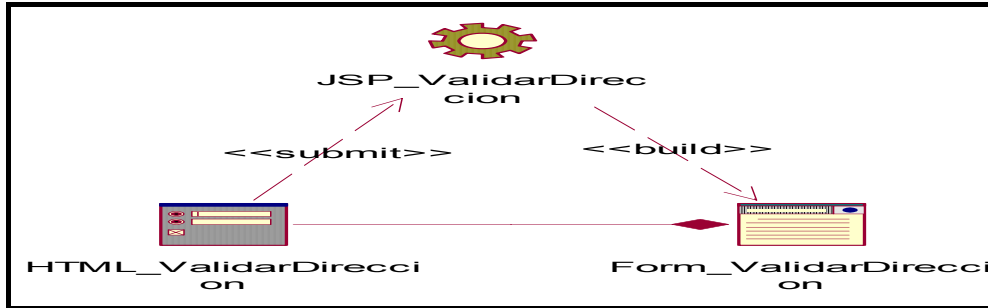 JSP_ValidarDirec
cion
<<submit>>
<<build>>
HTML_ValidarDirecci
on
Form_ValidarDirecci
on